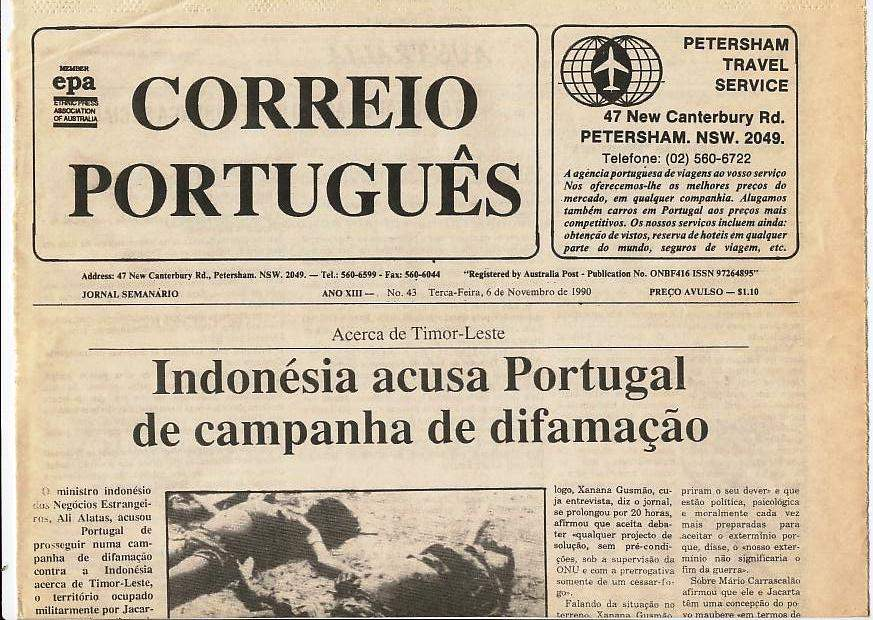 MEMBER
epa
ETHNIC PRESS
ASSOCIATION
OF AUSTRALIA
CORREIO
PORTUGUÊS
PETERSHAM
TRAVEL
SERVICE
47 New Canterbury Rd.
PETERSHAM. NSW. 2049.
Telefone: (02) 560-6722
A agência portuguesa de viagens ao vosso serviço
Nos oferecemos-lhe os melhores preços do
mercado, em qualquer companhia. Alugamos
também carros em Portugal aos preços mais
competitivos. Os nossos serviços incluem ainda:
obtenção de vistos, reserva de hoteis em qualquer
parte do mundo, seguros de viagem, etc.
Address: 47 New Canterbury Rd., Petersham. NSW. 2049. — Tel.: 560-6599 - Fax: 560-6044 "Registered by Australia Post - Publication No. ONBF416 ISSN 97264895"
JORNAL SEMANÁRIO ANO XIII — No. 43 Terca-Feira, 6 de Novembro de 1990 PREÇO AVULSO — $1.10
Acerca de Timor-Leste
Indonésia acusa Portugal
de campanha de difamação
O ministro indonésio
dos Negócios Estrangei-
ros, Ali Alatas, acusou
Portugal de
prosseguir numa cam-
panha de difamação
contra a Indonésia
acerca de Timor-Leste,
o território ocupado
militarmente por Jacar-
logo, Xanana Gusmão, cu-
ja entrevista, diz o jornal,
se prolongou por 20 horas,
afirmou que aceita deba-
ter «qualquer projecto de
solução, sem pré-condi-
ções, sob a supervisão da
ONU e com a prerrogativa
somente de um cessar-fo-
go».
Falando da situação no
terreno, Xanana Gusmão
priram o seu dever» e que
estão política, psicológica
e moralmente cada vez
mais preparadas para
aceitar o extermínio por-
que, disse, o «nosso exter-
mínio não significaria o
fim da guerra».
Sobre Mário Carrascalão
afirmou que ele e Jacarta
têm uma concepção do po-
vo maubere «em termos de